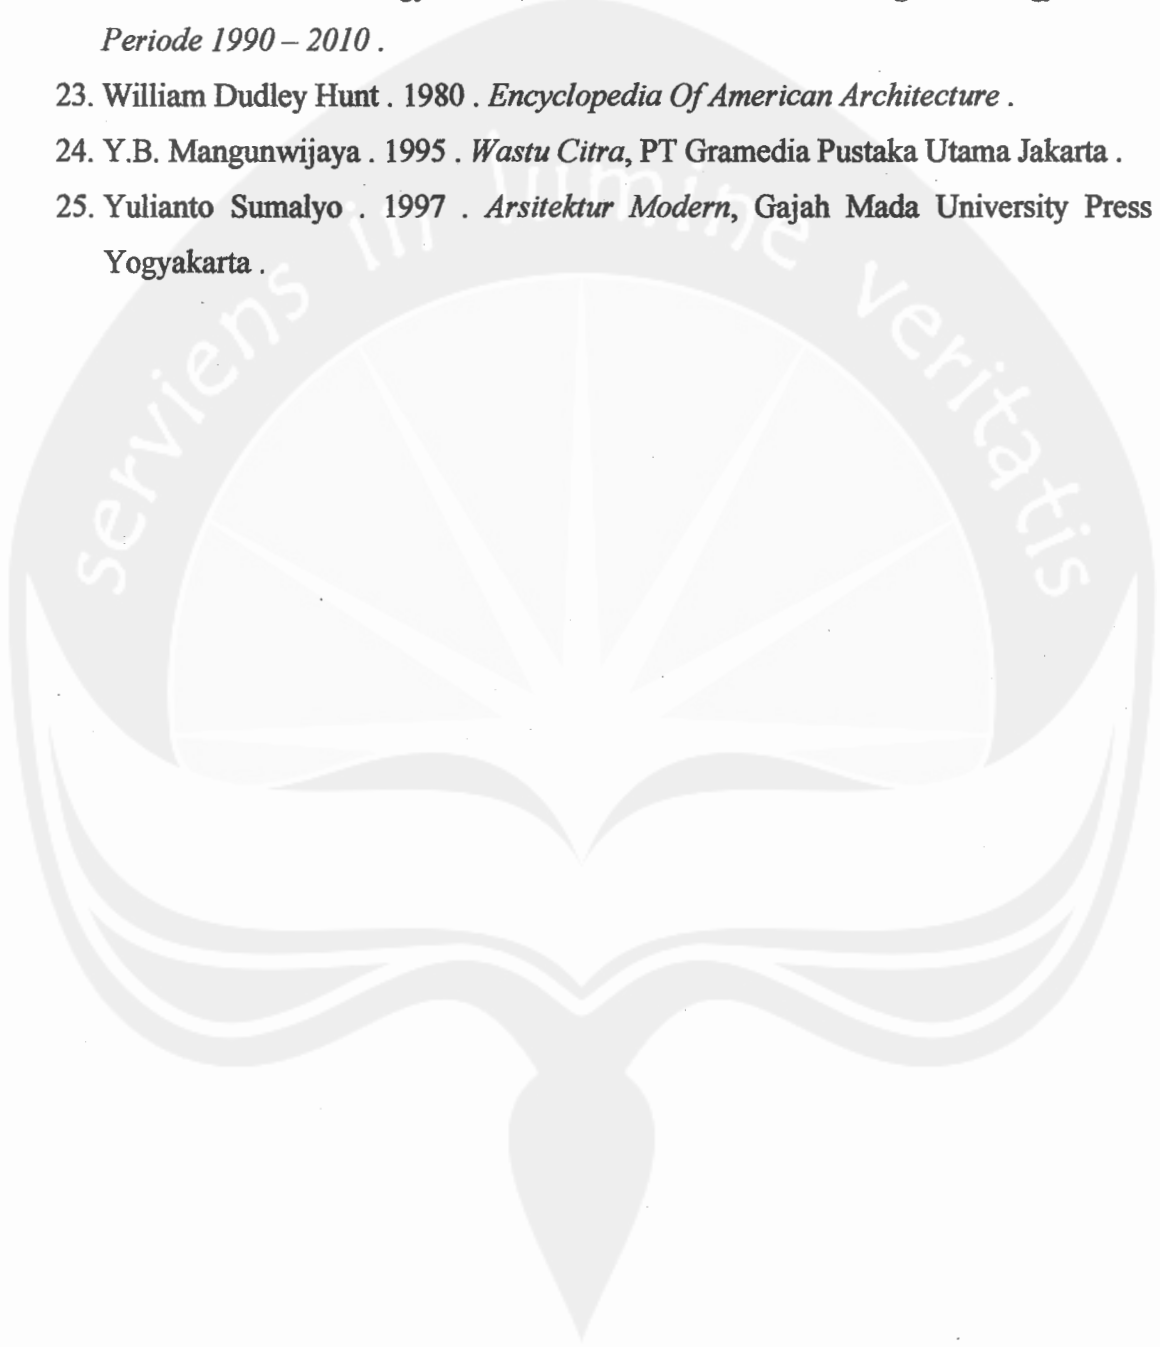 Periode 1990 – 2010 .
23. William Dudley Hunt . 1980 . Encyclopedia Of American Architecture .
24. Y.B. Mangunwijaya . 1995 . Wastu Citra, PT Gramedia Pustaka Utama Jakarta .
25. Yulianto Sumalyo . 1997 . Arsitektur Modern, Gajah Mada University Press
Yogyakarta .
serviens in lumine veritatis